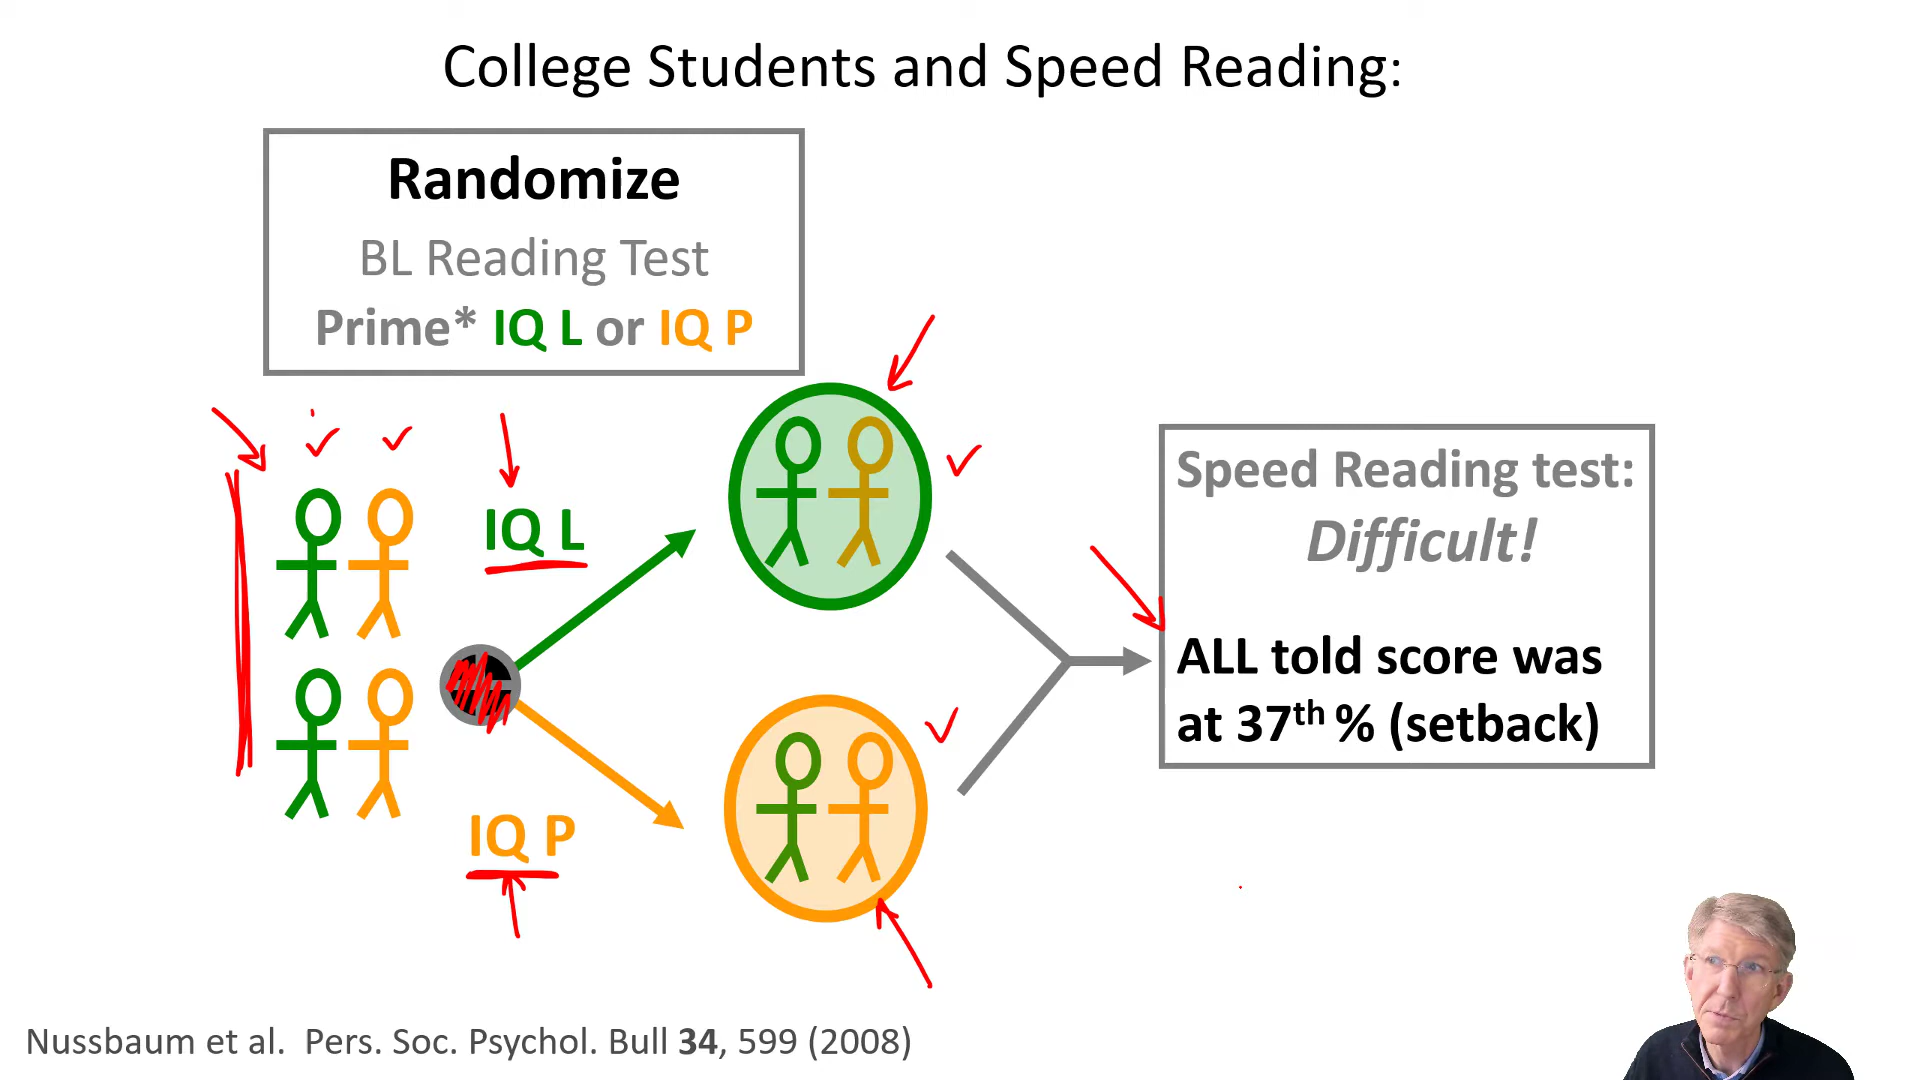 College Students and Speed Reading:
Randomize
BL Reading Test
Prime* IQ L or IQ P
IQ L
IQ P
Speed Reading test:
Difficult!
ALL told score was
at 37th % (setback)
Nussbaum et al. Pers. Soc. Psychol. Bull 34, 599 (2008)